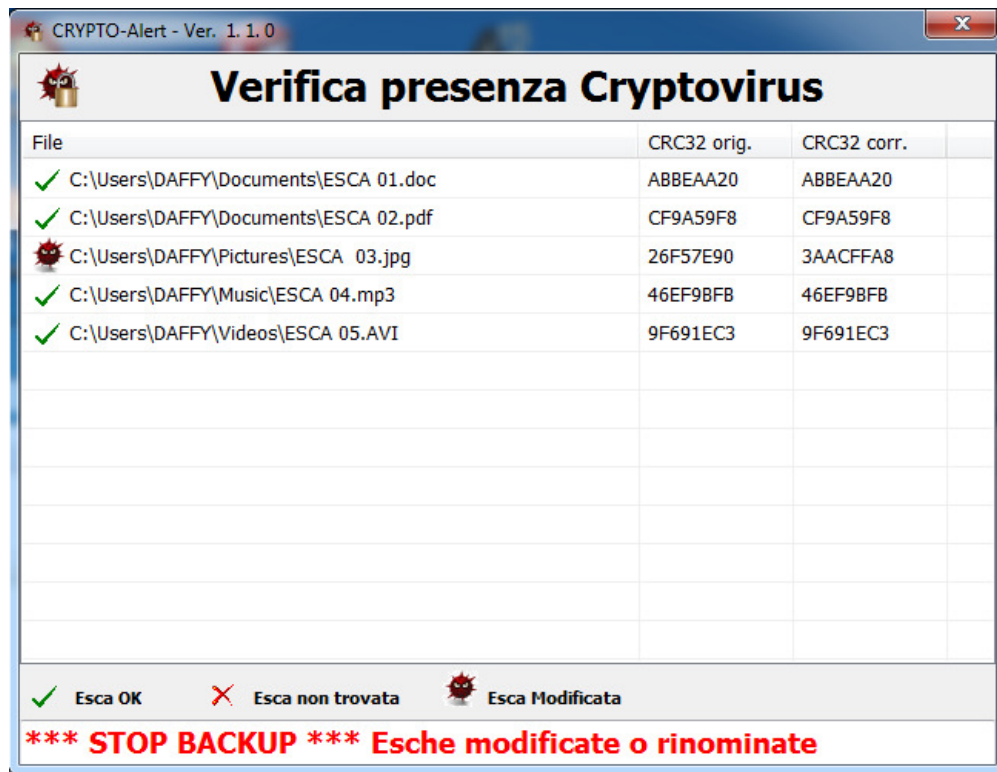 CRYPTO-Alert - Ver. 1. 1. 0
Verifica presenza Cryptovirus
File CRC32 orig. CRC32 corr.
C:\Users\DAFFY\Documents\ESCA 01.doc ABBEAA20 ABBEAA20
C:\Users\DAFFY\Documents\ESCA 02.pdf CF9A59F8 CF9A59F8
C:\Users\DAFFY\Pictures\ESCA  03.jpg 26F57E90 3AACFFA8
C:\Users\DAFFY\Music\ESCA 04.mp3 46EF9BFB 46EF9BFB
C:\Users\DAFFY\Videos\ESCA 05.AVI 9F691EC3 9F691EC3
Esca OK Esca non trovata Esca Modificata
*** STOP BACKUP *** Esche modificate o rinominate